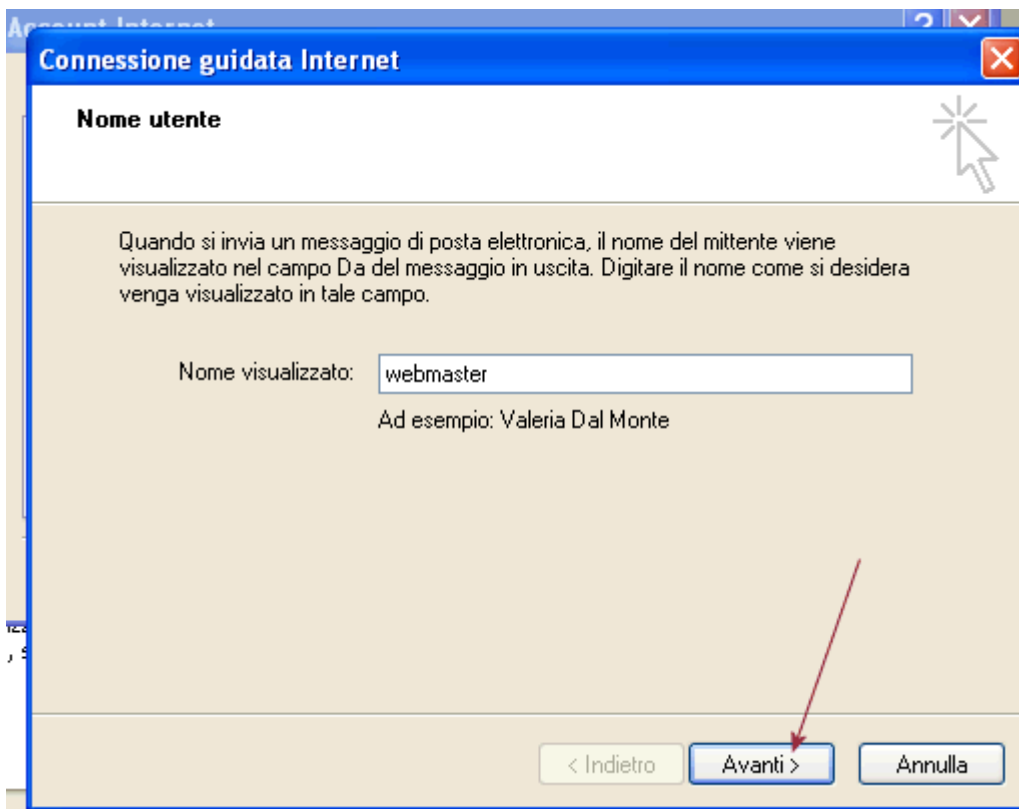 Account Internet
Connessione guidata Internet
Nome utente
Quando si invia un messaggio di posta elettronica, il nome del mittente viene
visualizzato nel campo Da del messaggio in uscita. Digitare il nome come si desidera
venga visualizzato in tale campo.
Nome visualizzato: webmaster
Ad esempio: Valeria Dal Monte
< Indietro Avanti > Annulla